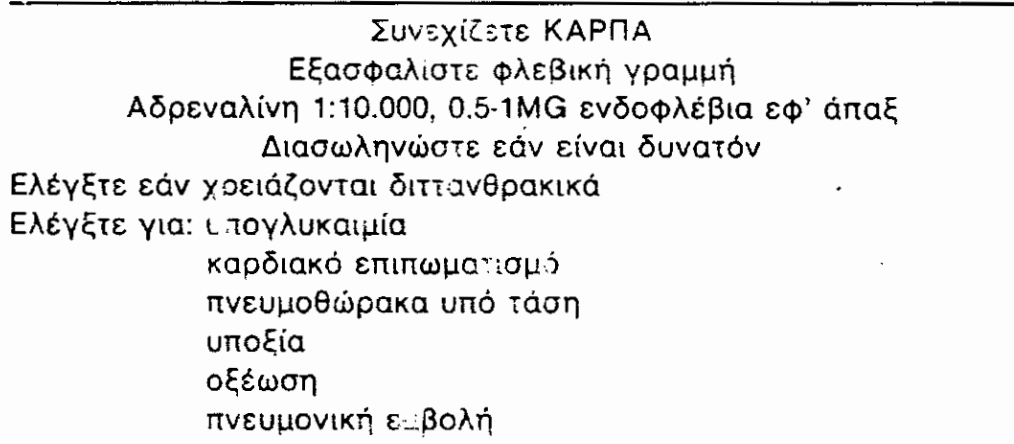 Συνεχίζετε ΚΑΡΠΑ
Εξασφαλίστε φλεβική γραμμή
Αδρεναλίνη 1:10.000, 0.5-1MG ενδοφλέβια εφ' άπαξ
Διασωληνώστε εάν είναι δυνατόν
Ελέγξτε εάν χρειάζονται διττανθρακικά
Ελέγξτε για: υπογλυκαιμία
καρδιακό επιπωματισμό
πνευμοθώρακα υπό τάση
υποξία
οξέωση
πνευμονική εμβολή